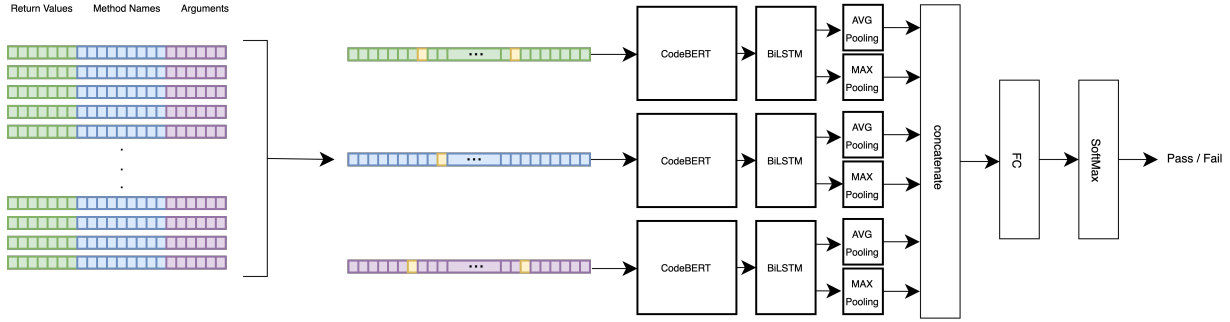 Return Values
Method Names
Arguments
CodeBERT
BiLSTM
AVG
Pooling
MAX
Pooling
CodeBERT
BiLSTM
AVG
Pooling
MAX
Pooling
CodeBERT
BiLSTM
AVG
Pooling
MAX
Pooling
concatenate
FC
SoftMax
Pass / Fail